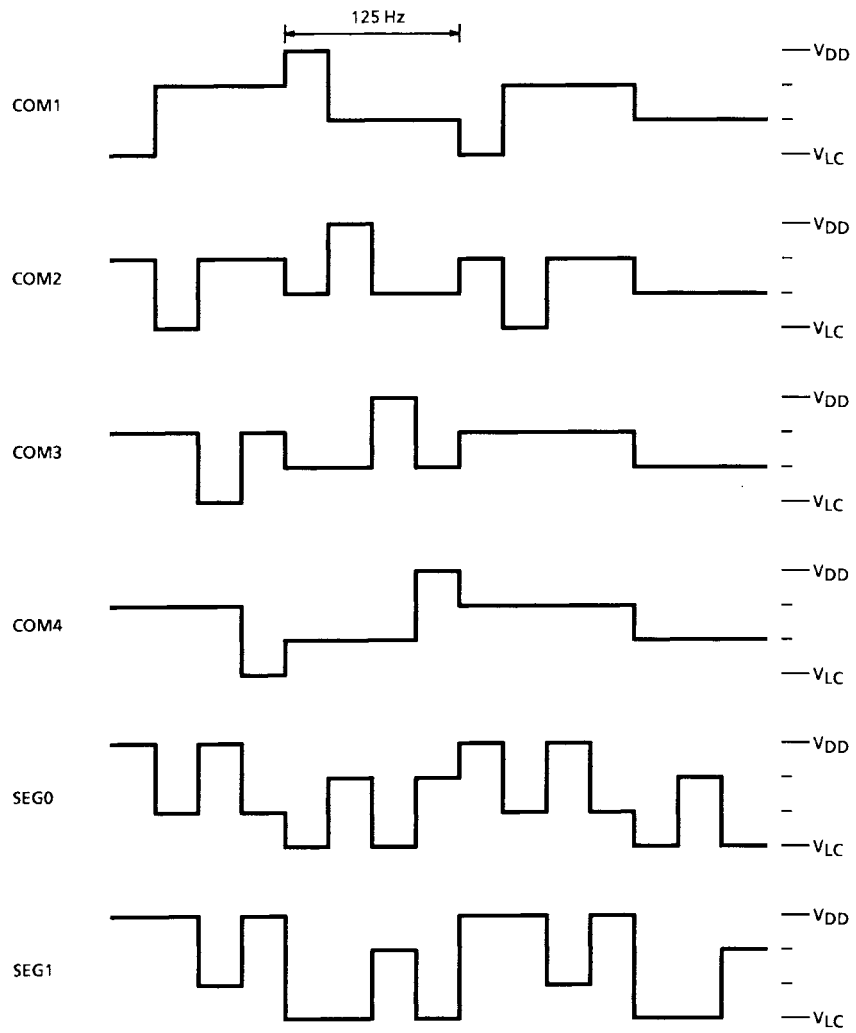 125 Hz
COM1
VDD
VLC
COM2
VDD
VLC
COM3
VDD
VLC
COM4
VDD
VLC
SEG0
VDD
VLC
SEG1
VDD
VLC